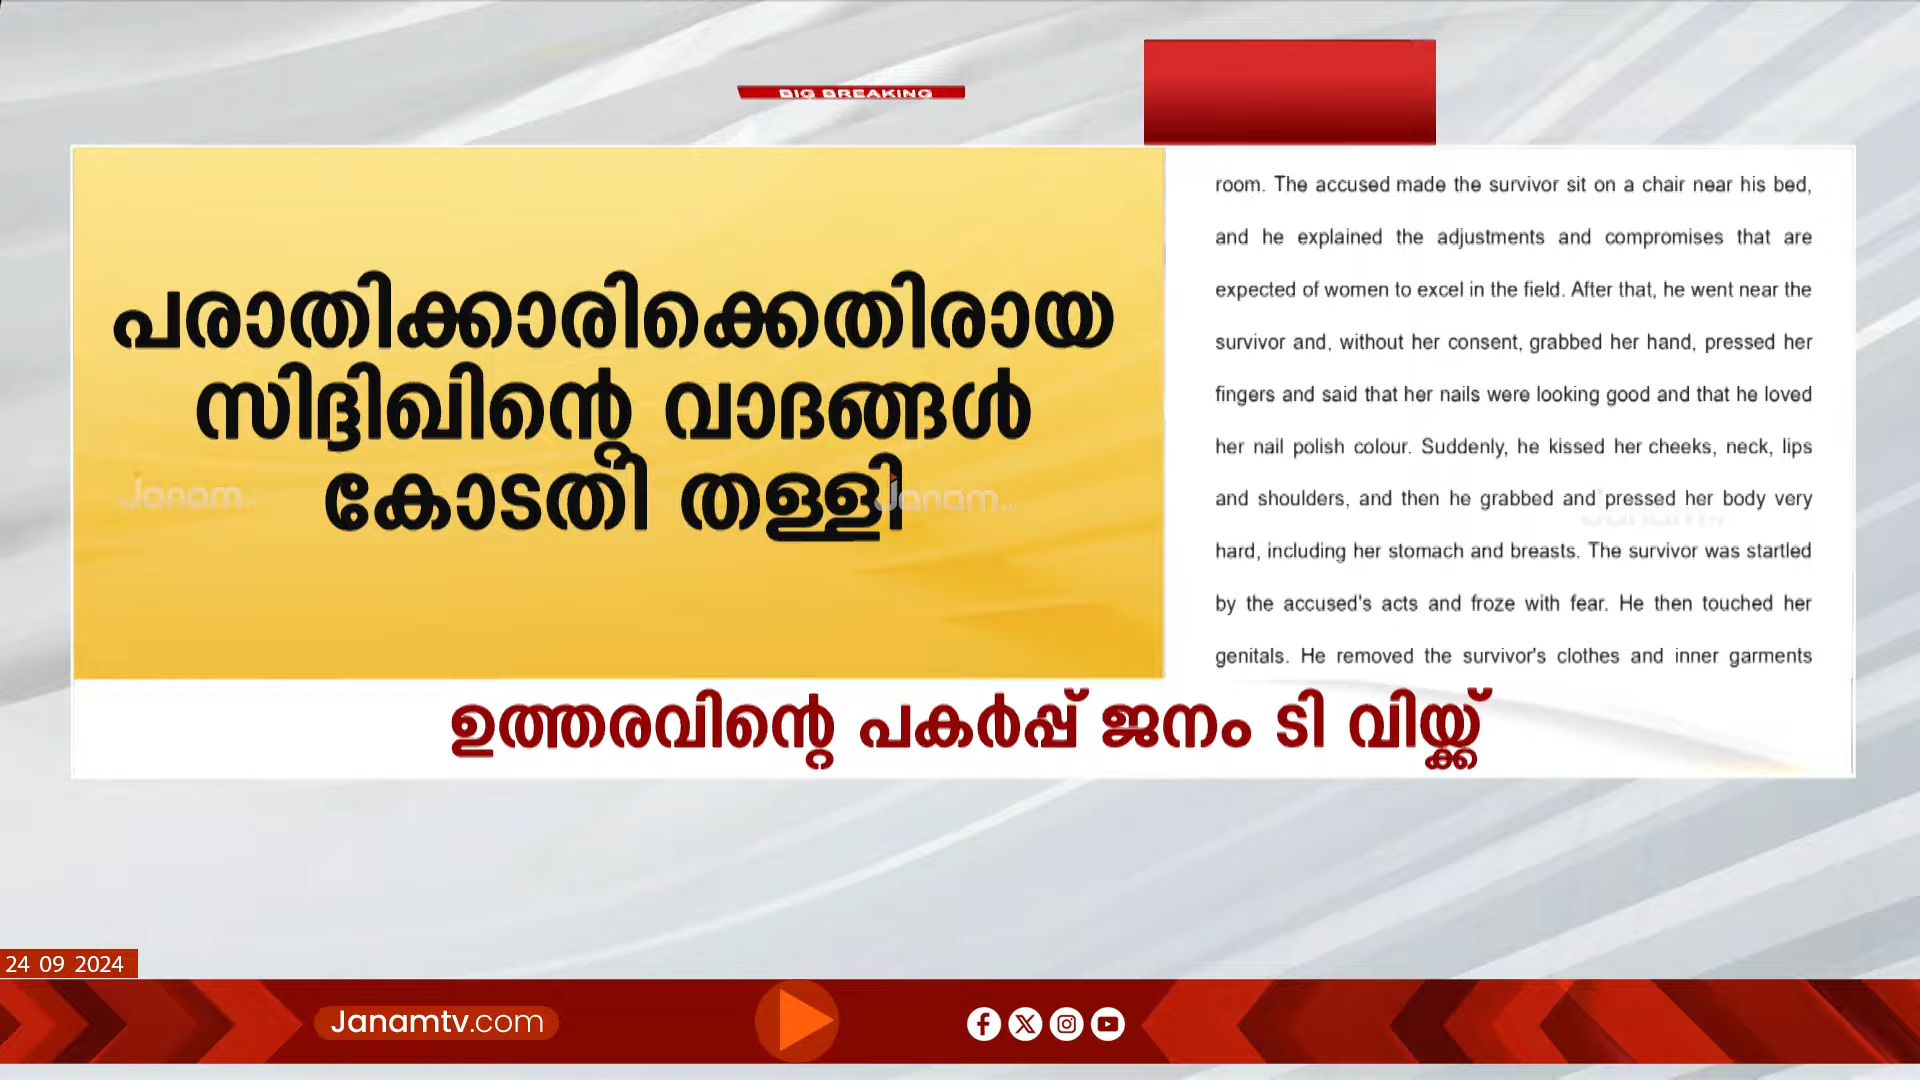 BIG BREAKING
പരാതിക്കാരിക്കെതിരായ
സിദ്ദിഖിന്റെ വാദങ്ങൾ
കോടതി തള്ളി
Janam
Janam
room. The accused made the survivor sit on a chair near his bed,
and he explained the adjustments and compromises that are
expected of women to excel in the field. After that, he went near the
survivor and, without her consent, grabbed her hand, pressed her
fingers and said that her nails were looking good and that he loved
her nail polish colour. Suddenly, he kissed her cheeks, neck, lips
and shoulders, and then he grabbed and pressed her body very
hard, including her stomach and breasts. The survivor was startled
by the accused's acts and froze with fear. He then touched her
genitals. He removed the survivor's clothes and inner garments
ഉത്തരവിന്റെ പകർപ്പ് ജനം ടി വിയ്ക്ക്
24 09 2024
Janamtv.com